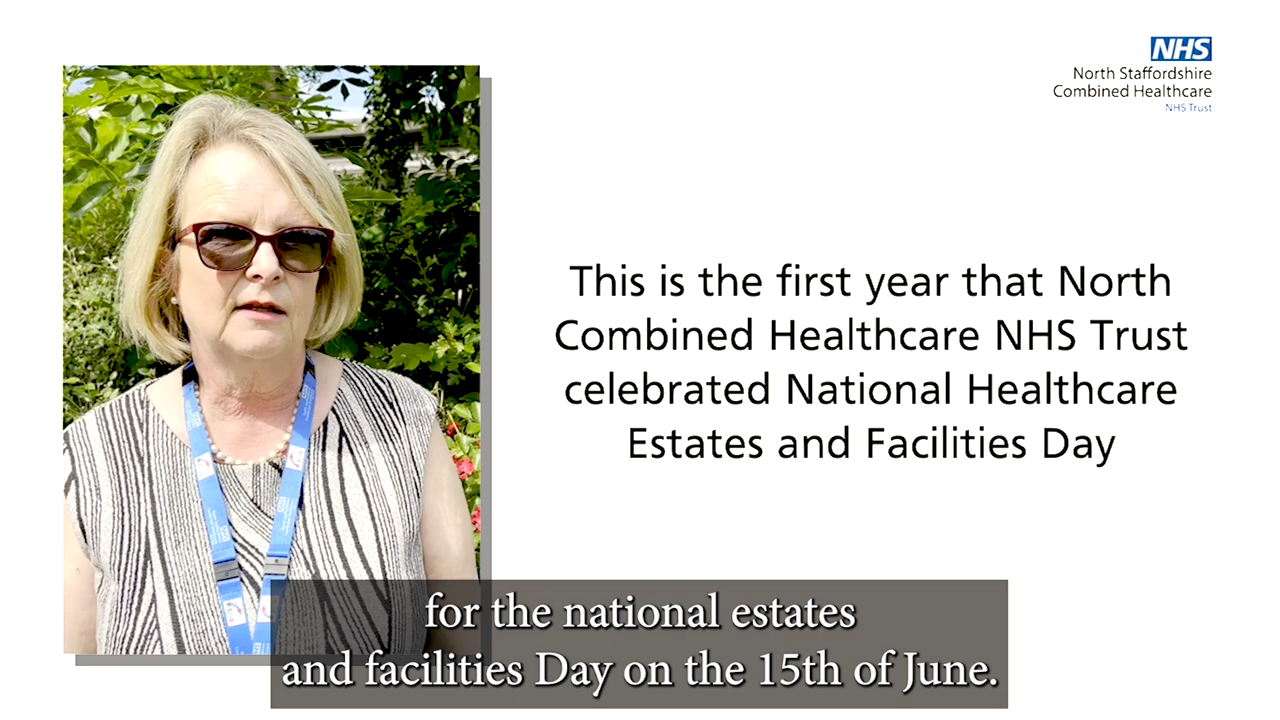 NHS
North Staffordshire
Combined Healthcare
NHS Trust
This is the first year that North
Combined Healthcare NHS Trust
celebrated National Healthcare
Estates and Facilities Day
for the national estates
and facilities Day on the 15th of June.